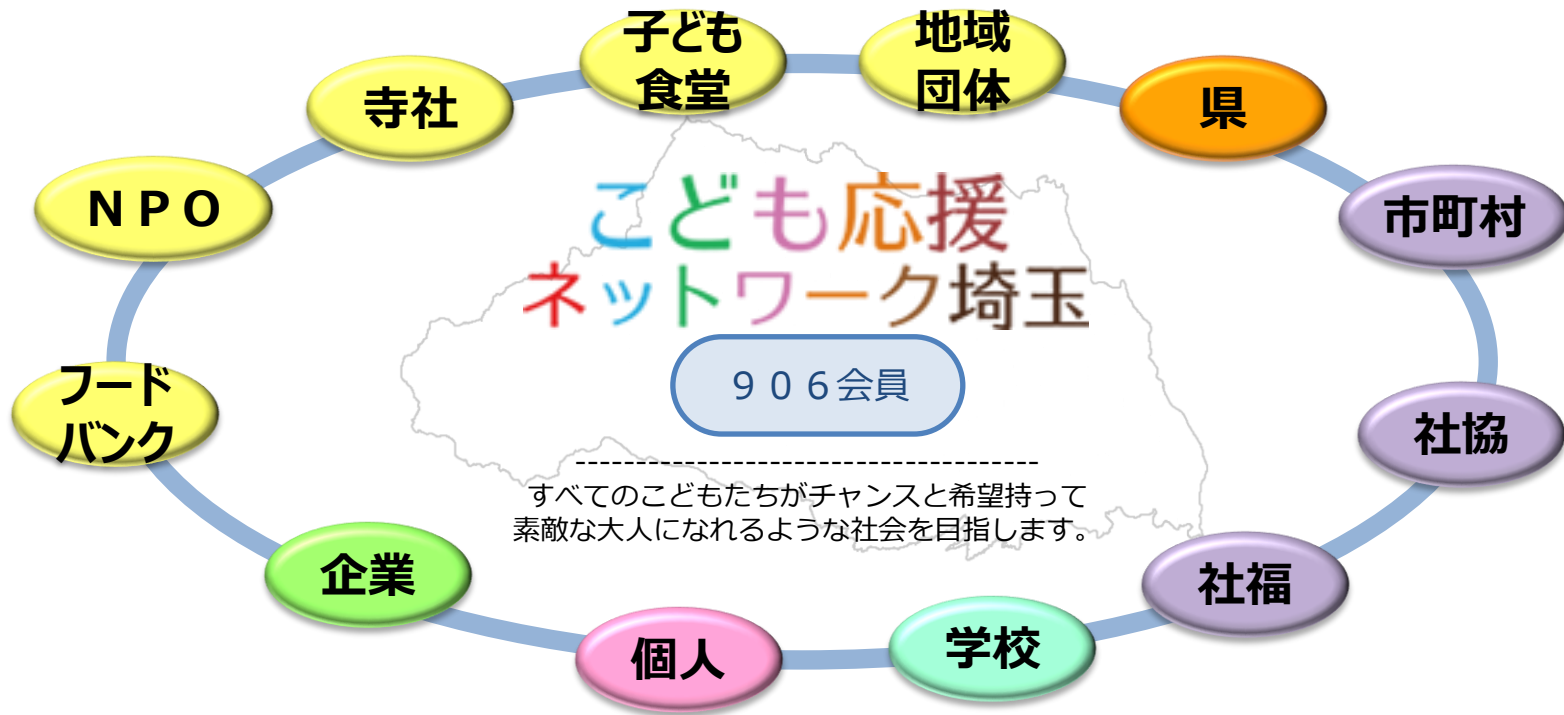 子ども
食堂
地域
団体
寺社
県
ＮＰＯ
市町村
こども応援
ネットワーク埼玉
９０６会員
フード
バンク
社協
--------------------------------------
すべてのこどもたちがチャンスと希望持って
素敵な大人になれるような社会を目指します。
企業
社福
個人
学校